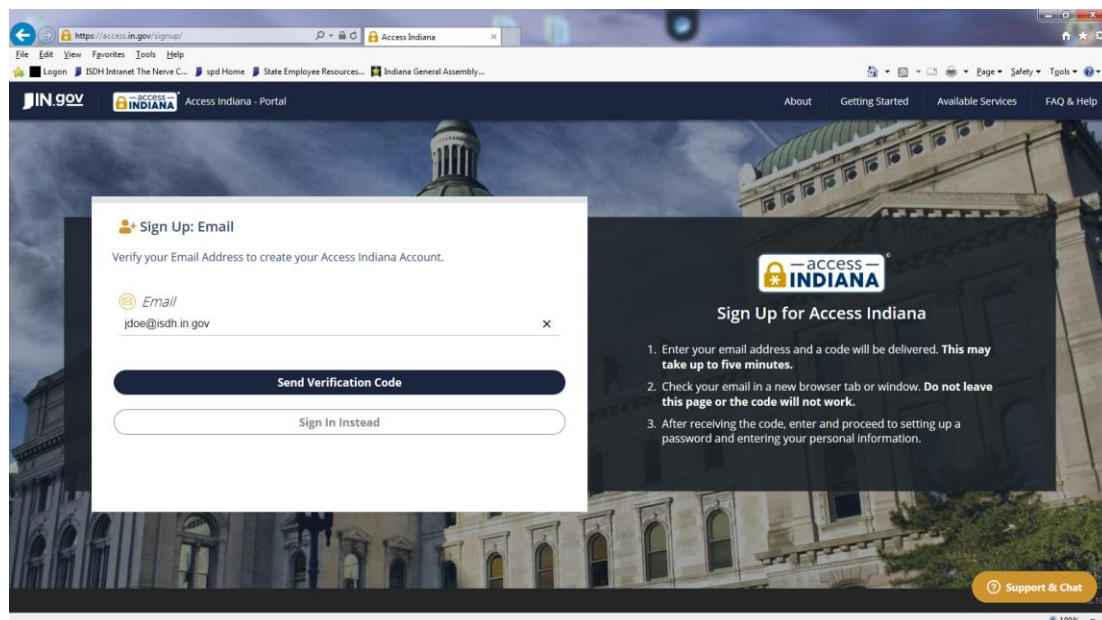 https://access.in.gov/signup/
Access Indiana
File Edit View Favorites Tools Help
Logon ISDH Intranet The Nerve C... spd Home State Employee Resources... Indiana General Assembly...
Page Safety Tools
IN.gov
access INDIANA
Access Indiana - Portal
About Getting Started Available Services FAQ & Help
Sign Up: Email
Verify your Email Address to create your Access Indiana Account.
Email
jdoe@isdh.in.gov
Send Verification Code
Sign In Instead
access
INDIANA
Sign Up for Access Indiana
1. Enter your email address and a code will be delivered. This may
take up to five minutes.
2. Check your email in a new browser tab or window. Do not leave
this page or the code will not work.
3. After receiving the code, enter and proceed to setting up a
password and entering your personal information.
Support & Chat
100%